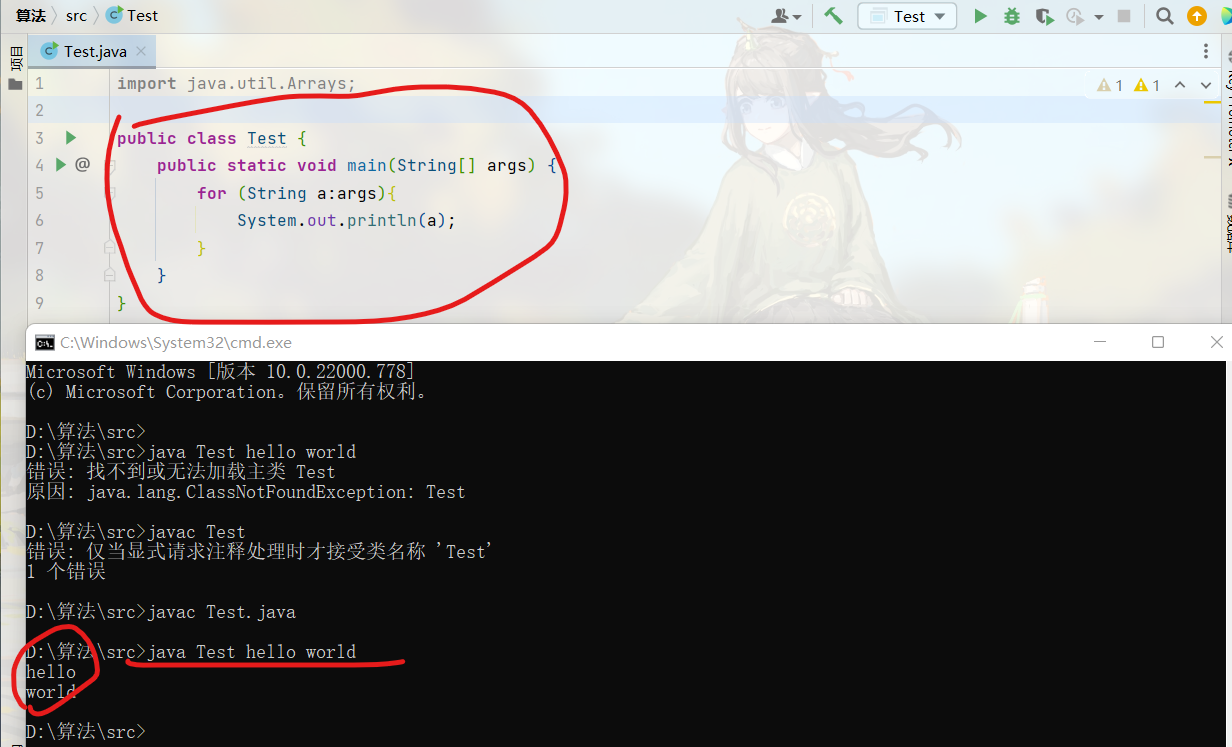 算法 src Test
Test
项目
Test.java
1 import java.util.Arrays;
1 1
2
3 public class Test {
4 @ public static void main(String[] args) {
5 for (String a:args){
6 System.out.println(a);
7 }
8 }
9 }
Key Promoter X
C:\Windows\System32\cmd.exe
Microsoft Windows [版本 10.0.22000.778]
(c) Microsoft Corporation。保留所有权利。
D:\算法\src>
D:\算法\src>java Test hello world
错误: 找不到或无法加载主类 Test
原因: java.lang.ClassNotFoundException: Test
D:\算法\src>javac Test
错误: 仅当显式请求注释处理时才接受类名称 'Test'
1 个错误
D:\算法\src>javac Test.java
D:\算法\src>java Test hello world
hello
world
D:\算法\src>